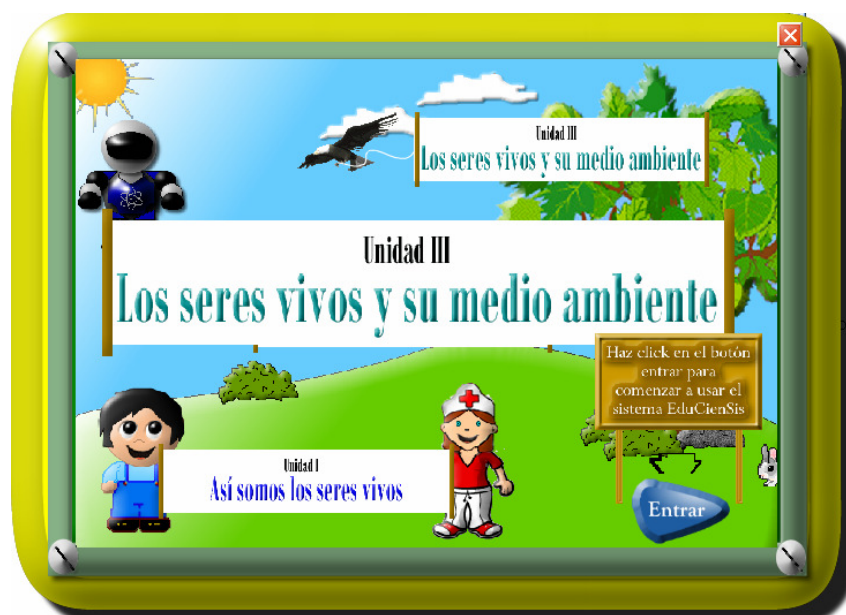 Unidad III
Los seres vivos y su medio ambiente
Unidad III
Los seres vivos y su medio ambiente
Haz click en el botón
entrar para
comenzar a usar el
sistema EduCienSis
Unidad I
Así somos los seres vivos
Entrar